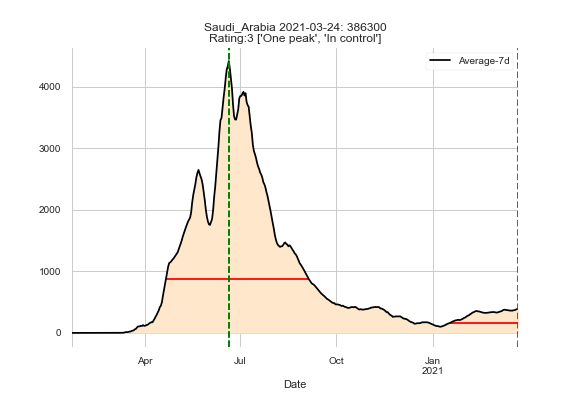 Saudi_Arabia 2021-03-24: 386300
Rating:3 ['One peak', 'In control']
Average-7d
4000
3000
2000
1000
0
Apr
Jul
Oct
Jan
2021
Date